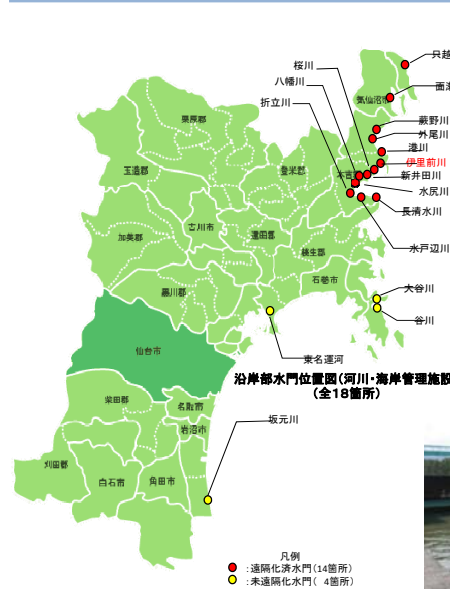 只越
面瀬
桜川
八幡川
折立川
蕨野川
外尾川
港川
伊里前川
新井田川
水尻川
長清水川
水戸辺川
気仙沼市
本吉
栗原郡
登米郡
玉造郡
古川市
遠田郡
加美郡
桃生郡
石巻市
黒川郡
大谷川
谷川
仙台市
東名運河
沿岸部水門位置図(河川・海岸管理施設
(全18箇所)
柴田郡
名取市
岩沼市
坂元川
刈田郡
白石市
角田市
凡例
:遠隔化済水門(14箇所)
:未遠隔化水門( 4箇所)